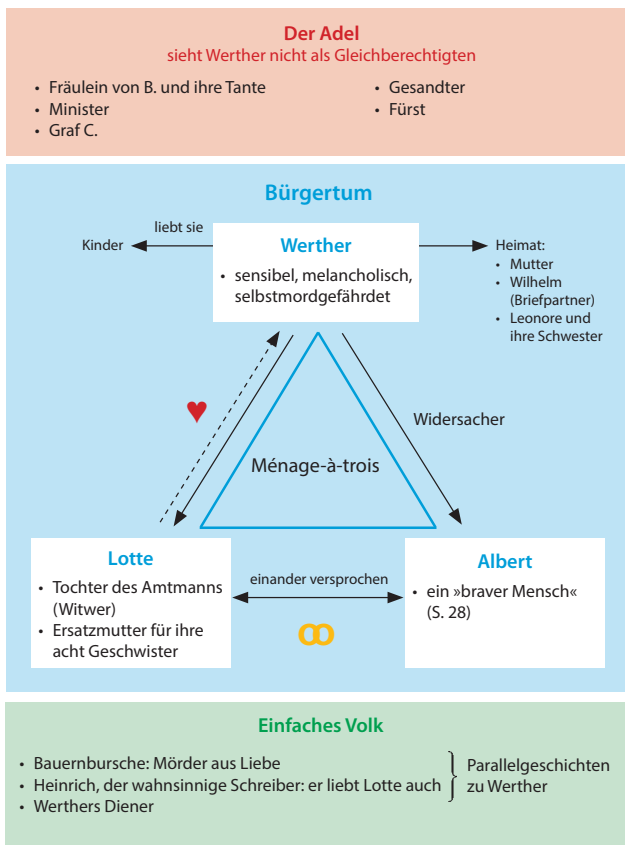 Der Adel
sieht Werther nicht als Gleichberechtigten
• Fräulein von B. und ihre Tante
• Minister
• Graf C.
• Gesandter
• Fürst
Bürgertum
Kinder
liebt sie
Werther
• sensibel, melancholisch,
selbstmordgefährdet
Heimat:
• Mutter
• Wilhelm
(Briefpartner)
• Leonore und
ihre Schwester
Widersacher
Ménage-à-trois
Lotte
• Tochter des Amtmanns
(Witwer)
• Ersatzmutter für ihre
acht Geschwister
einander versprochen
Albert
• ein »braver Mensch«
(S. 28)
Einfaches Volk
• Bauernbursche: Mörder aus Liebe
• Heinrich, der wahnsinnige Schreiber: er liebt Lotte auch
• Werthers Diener
Parallelgeschichten
zu Werther